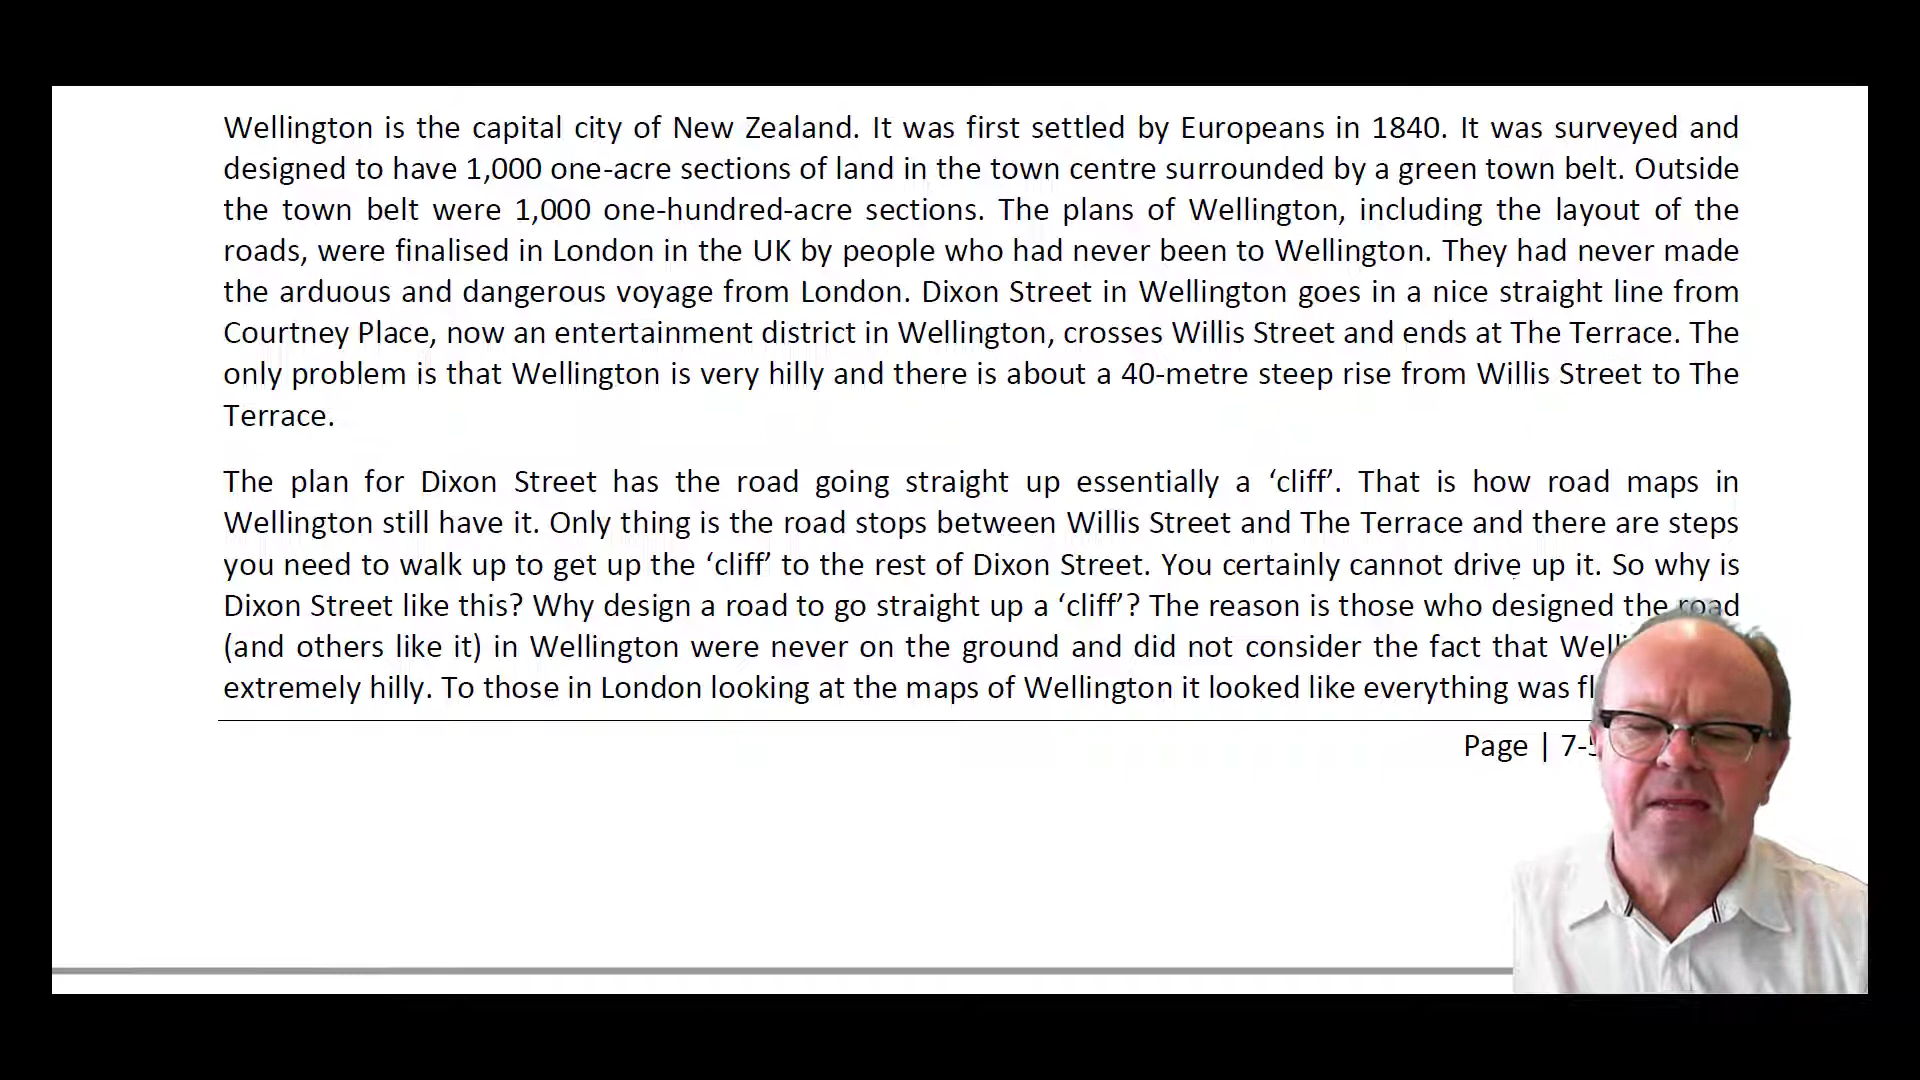 Wellington is the capital city of New Zealand. It was first settled by Europeans in 1840. It was surveyed and
designed to have 1,000 one-acre sections of land in the town centre surrounded by a green town belt. Outside
the town belt were 1,000 one-hundred-acre sections. The plans of Wellington, including the layout of the
roads, were finalised in London in the UK by people who had never been to Wellington. They had never made
the arduous and dangerous voyage from London. Dixon Street in Wellington goes in a nice straight line from
Courtney Place, now an entertainment district in Wellington, crosses Willis Street and ends at The Terrace. The
only problem is that Wellington is very hilly and there is about a 40-metre steep rise from Willis Street to The
Terrace.
The plan for Dixon Street has the road going straight up essentially a ‘cliff’. That is how road maps in
Wellington still have it. Only thing is the road stops between Willis Street and The Terrace and there are steps
you need to walk up to get up the ‘cliff’ to the rest of Dixon Street. You certainly cannot drive up it. So why is
Dixon Street like this? Why design a road to go straight up a ‘cliff’? The reason is those who designed the road
(and others like it) in Wellington were never on the ground and did not consider the fact that
extremely hilly. To those in London looking at the maps of Wellington it looked like everything was
Page |